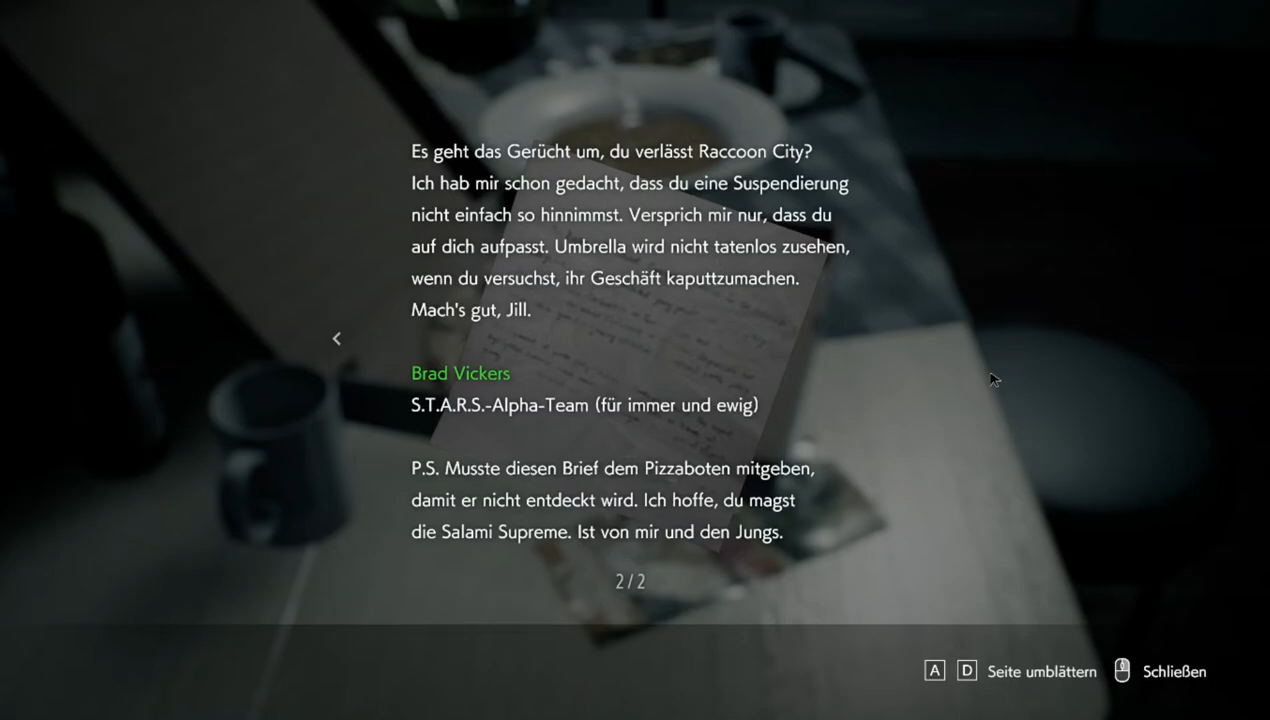 Es geht das Gerücht um, du verlässt Raccoon City?
Ich hab mir schon gedacht, dass du eine Suspendierung
nicht einfach so hinnimmst. Versprich mir nur, dass du
auf dich aufpasst. Umbrella wird nicht tatenlos zusehen,
wenn du versuchst, ihr Geschäft kaputtzumachen.
Mach's gut, Jill.
Brad Vickers
S.T.A.R.S.-Alpha-Team (für immer und ewig)
P.S. Musste diesen Brief dem Pizzaboten mitgeben,
damit er nicht entdeckt wird. Ich hoffe, du magst
die Salami Supreme. Ist von mir und den Jungs.
2/2
A D Seite umblättern Schließen